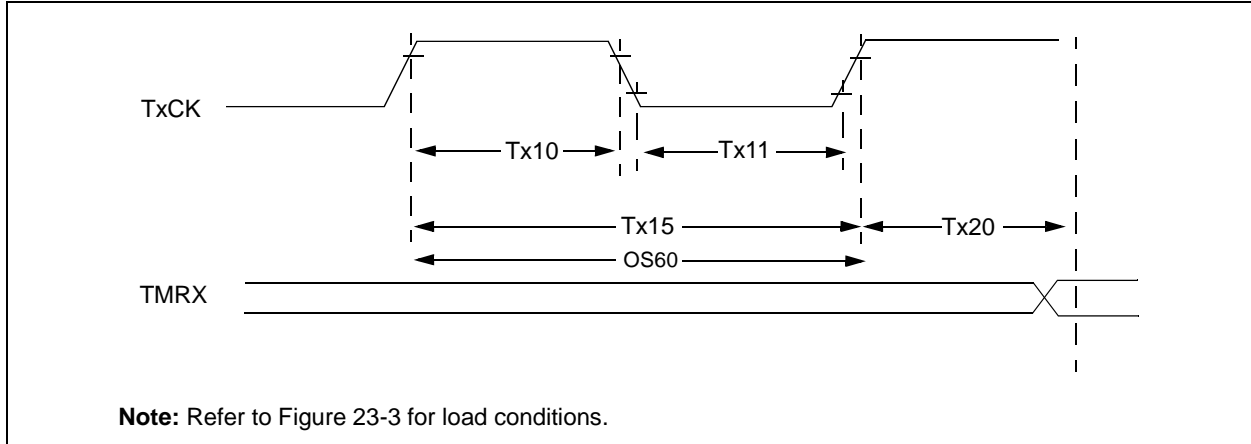 TxCK
Tx10
Tx11
Tx15
Tx20
OS60
TMRX
Note: Refer to Figure 23-3 for load conditions.